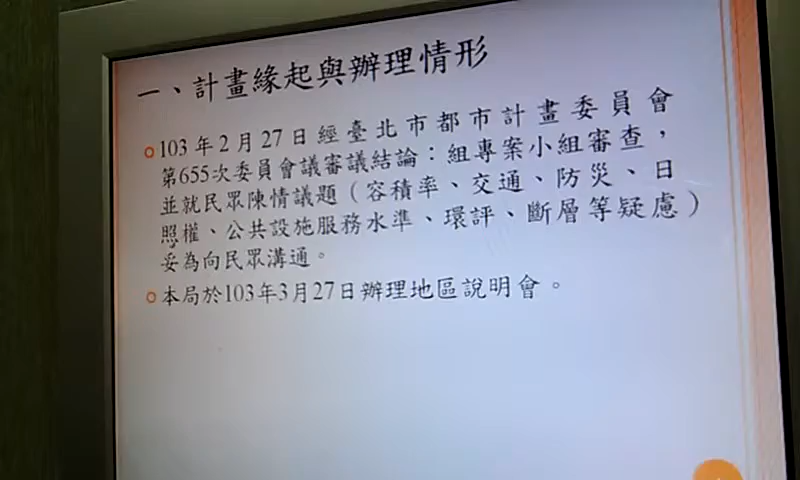 一、計畫緣起與辦理情形
103年2月27日經臺北市都市計畫委員會
第655次委員會議審議結論：組專案小組審查，
並就民眾陳情議題（容積率、交通、防災、日
照權、公共設施服務水準、環評、斷層等疑慮）
妥為向民眾溝通。
本局於103年3月27日辦理地區說明會。